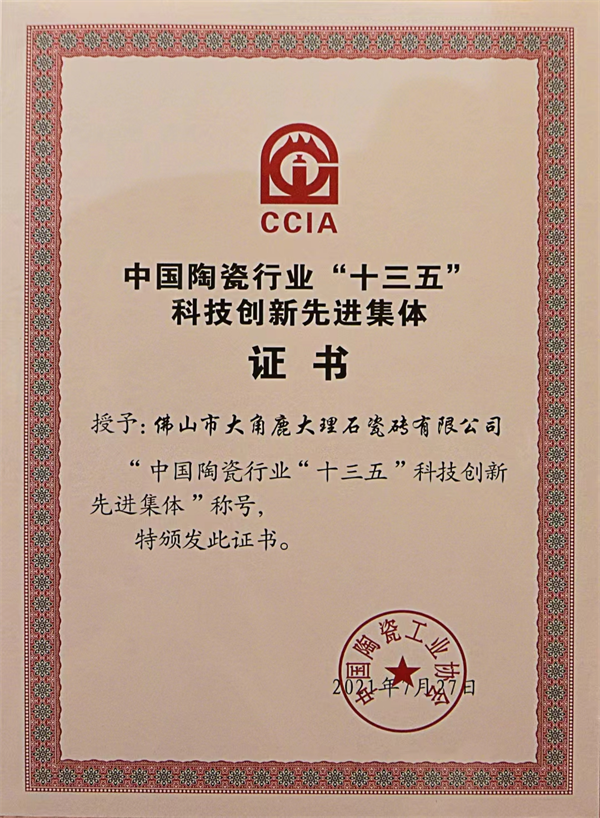 CCIA
中国陶瓷行业“十三五”
科技创新先进集体
证书
授予：佛山市大角鹿大理石瓷砖有限公司
“中国陶瓷行业“十三五”科技创新
先进集体”称号，
特颁发此证书。
中国陶瓷工业协会
2021年7月27日